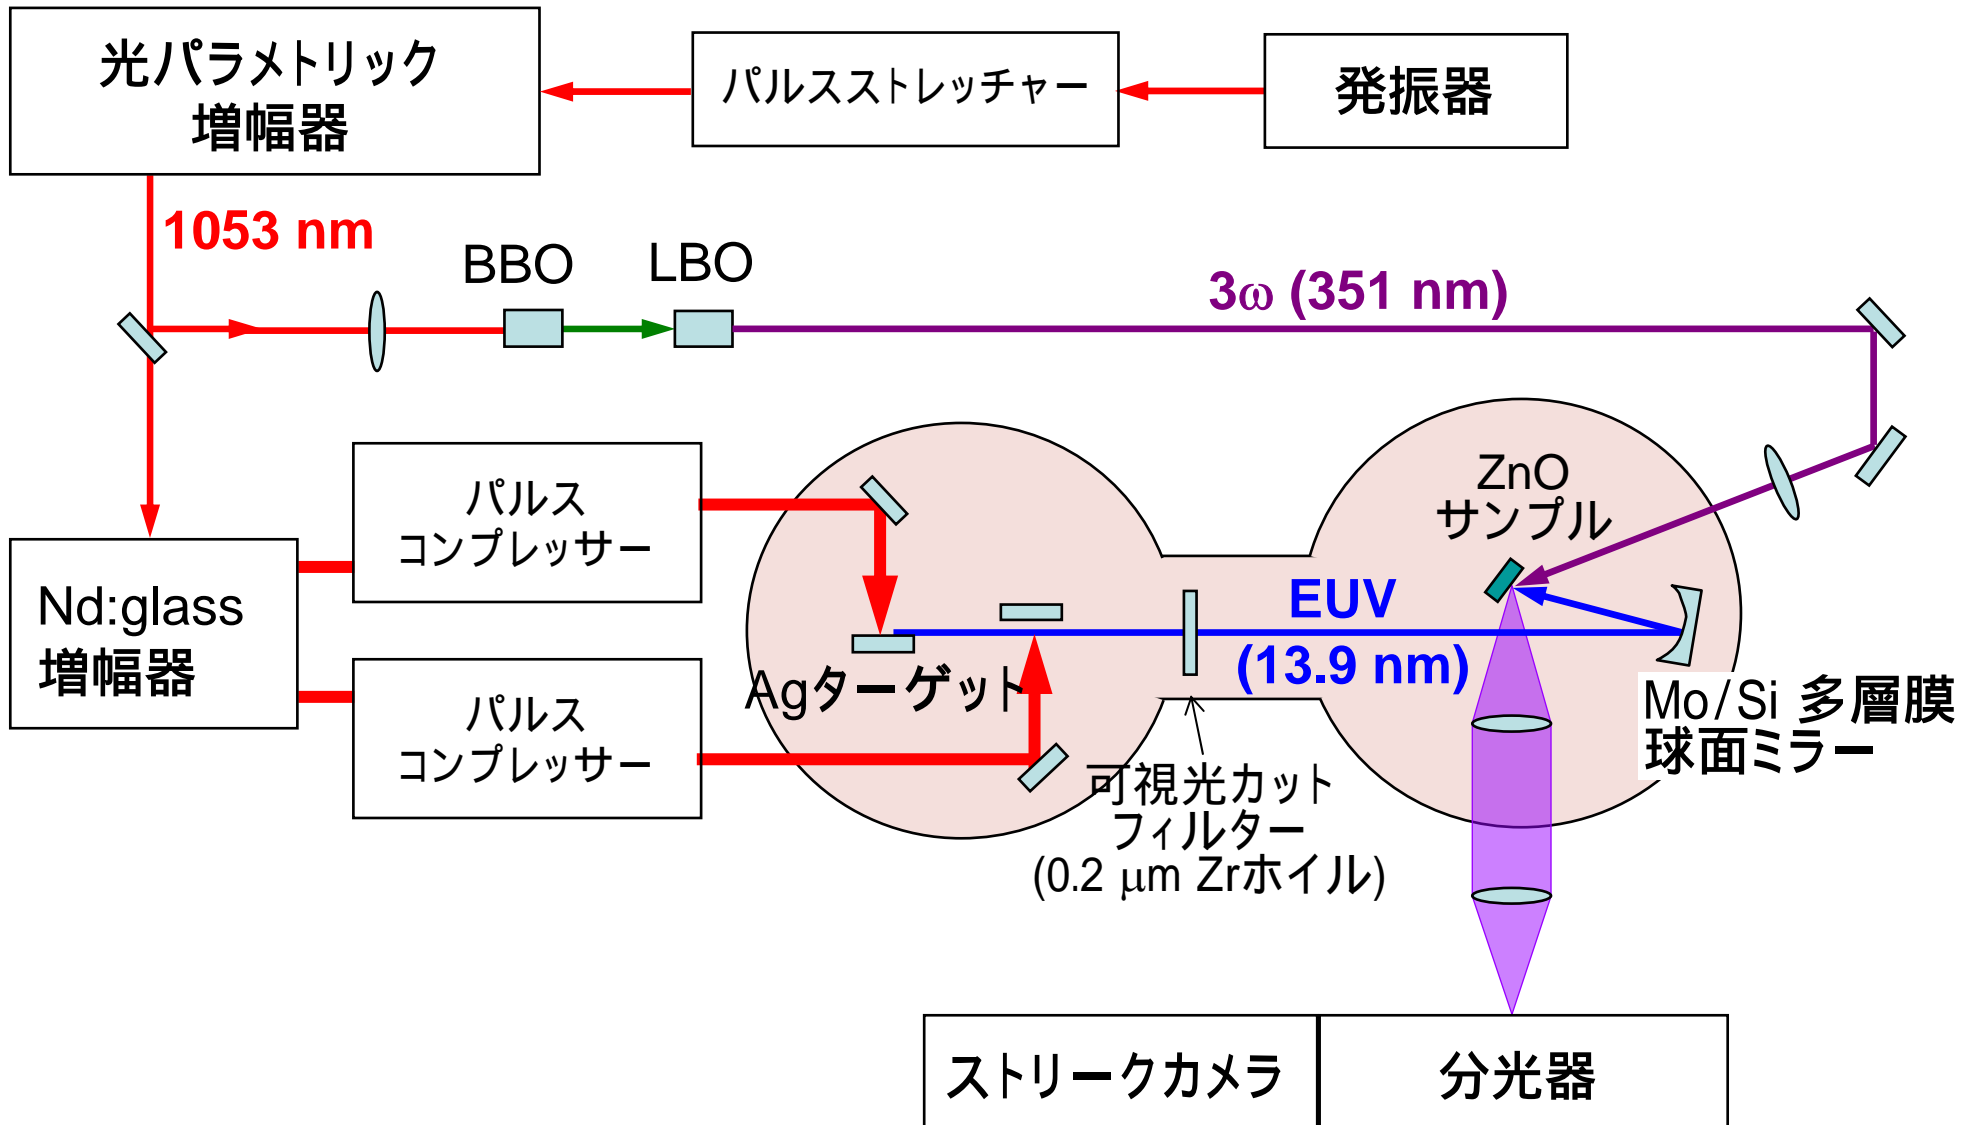 光パラメトリック
増幅器
パルスストレッチャー
発振器
1053 nm
BBO
LBO
3ω (351 nm)
パルス
コンプレッサー
ZnO
サンプル
Nd:glass
増幅器
EUV
(13.9 nm)
Agターゲット
パルス
コンプレッサー
Mo/Si 多層膜
球面ミラー
可視光カット
フィルター
(0.2 μm Zrホイル)
ストリークカメラ
分光器